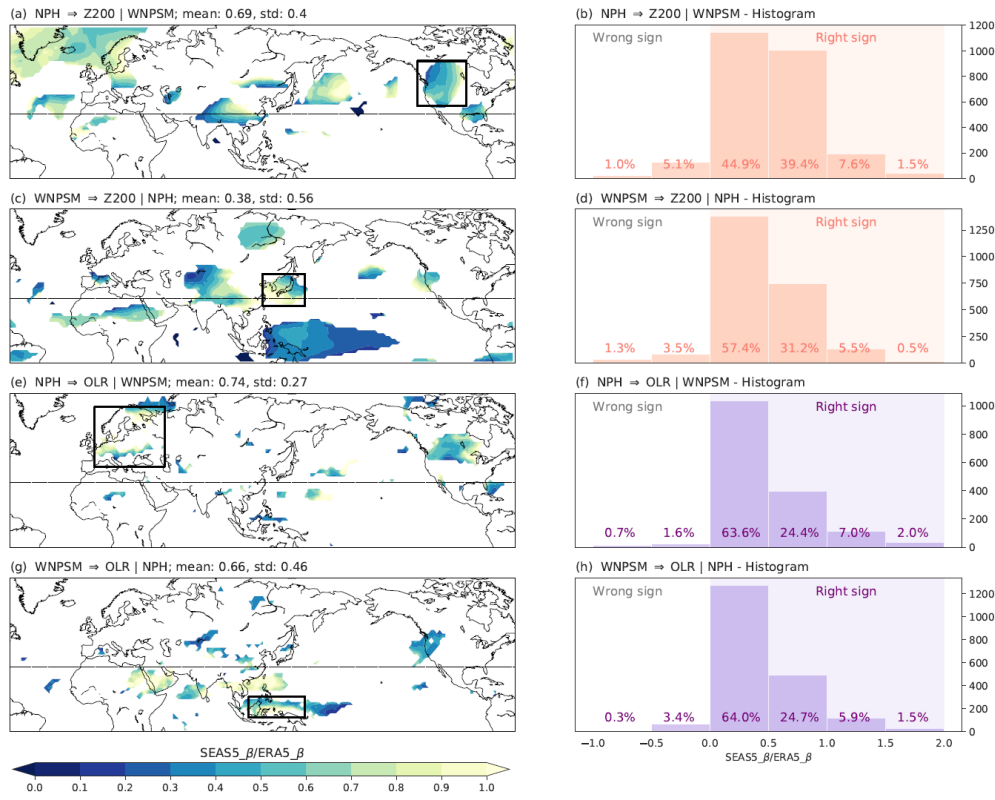 (a) NPH ⇒ Z200 | WNPSM; mean: 0.69, std: 0.4
(b) NPH ⇒ Z200 | WNPSM - Histogram
Wrong sign
Right sign
1200
1000
800
600
400
200
0
1.0%
5.1%
44.9%
39.4%
7.6%
1.5%
(c) WNPSM ⇒ Z200 | NPH; mean: 0.38, std: 0.56
(d) WNPSM ⇒ Z200 | NPH - Histogram
Wrong sign
Right sign
1250
1000
750
500
250
0
1.3%
3.5%
57.4%
31.2%
5.5%
0.5%
(e) NPH ⇒ OLR | WNPSM; mean: 0.74, std: 0.27
(f) NPH ⇒ OLR | WNPSM - Histogram
Wrong sign
Right sign
1000
800
600
400
200
0
0.7%
1.6%
63.6%
24.4%
7.0%
2.0%
(g) WNPSM ⇒ OLR | NPH; mean: 0.66, std: 0.46
(h) WNPSM ⇒ OLR | NPH - Histogram
Wrong sign
Right sign
1200
1000
800
600
400
200
0
0.3%
3.4%
64.0%
24.7%
5.9%
1.5%
−1.0 −0.5 0.0 0.5 1.0 1.5 2.0
SEAS5_β/ERA5_β
SEAS5_β/ERA5_β
0.0 0.1 0.2 0.3 0.4 0.5 0.6 0.7 0.8 0.9 1.0